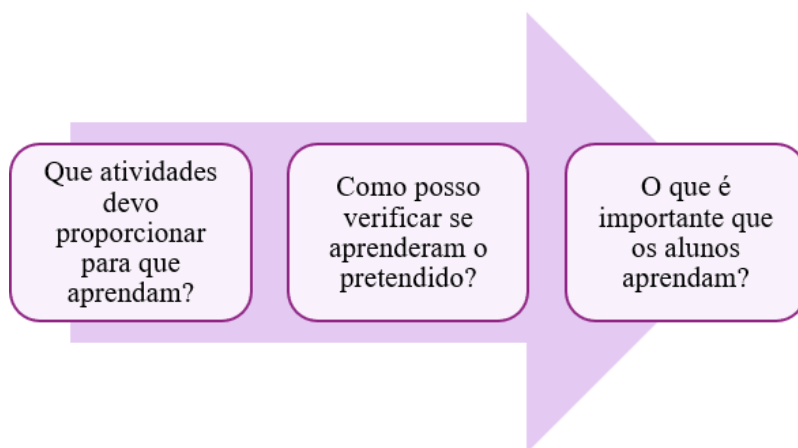 Que atividades
devo
proporcionar
para que
aprendam?
Como posso
verificar se
aprenderam o
pretendido?
O que é
importante que
os alunos
aprendam?